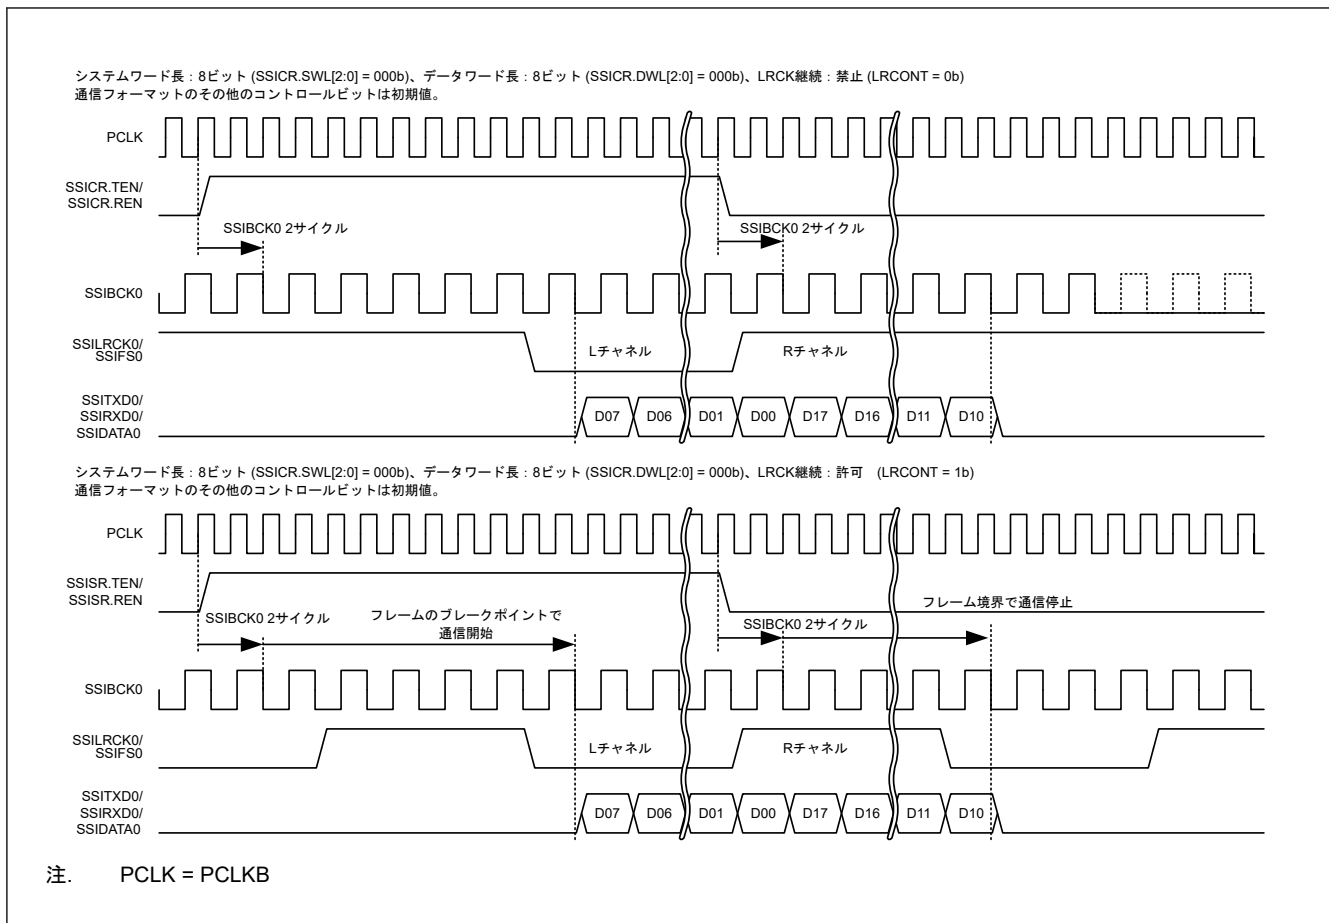 システムワード長：8ビット (SSICR.SWL[2:0] = 000b)、データワード長：8ビット (SSICR.DWL[2:0] = 000b)、LRCK継続：禁止 (LRCONT = 0b)
通信フォーマットのその他のコントロールビットは初期値。
PCLK
SSICR.TEN/
SSICR.REN
SSIBCK0 2サイクル
SSIBCK0 2サイクル
SSIBCK0
SSILRCK0/
SSIFS0
Lチャネル
Rチャネル
SSITXD0/
SSIRXD0/
SSIDATA0
D07 D06 D01 D00 D17 D16 D11 D10
システムワード長：8ビット (SSICR.SWL[2:0] = 000b)、データワード長：8ビット (SSICR.DWL[2:0] = 000b)、LRCK継続：許可 (LRCONT = 1b)
通信フォーマットのその他のコントロールビットは初期値。
PCLK
SSISR.TEN/
SSISR.REN
SSIBCK0 2サイクル
フレームのブレークポイントで
通信開始
SSIBCK0 2サイクル
フレーム境界で通信停止
SSIBCK0
SSILRCK0/
SSIFS0
Lチャネル
Rチャネル
SSITXD0/
SSIRXD0/
SSIDATA0
D07 D06 D01 D00 D17 D16 D11 D10
注. PCLK = PCLKB